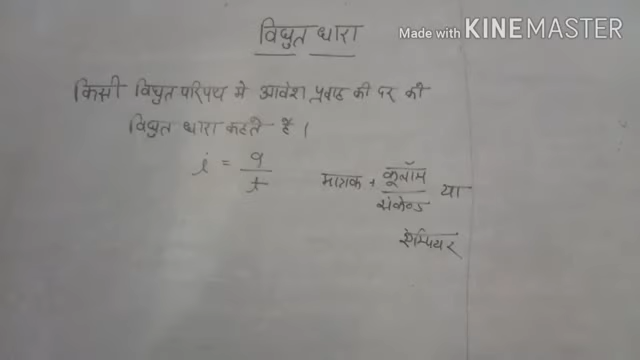 Made with KINEMASTER
विधुत धारा
किसी विधुत परिपथ मे आवेश प्रवाह की दर को
विधुत धारा कहते है।
i = q/t मात्रक → कूलॉम/सेकेन्ड या
ऐम्पियर